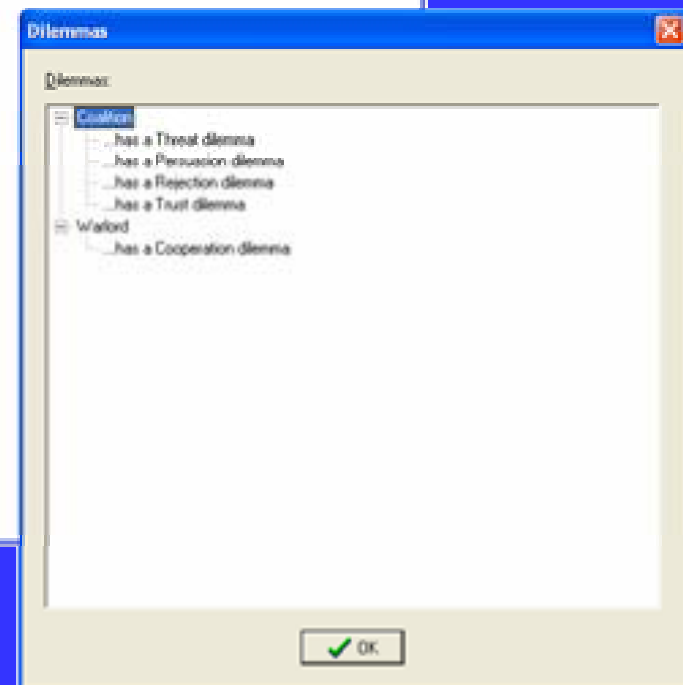 Dilemmas
Dilemmas:
Coalition
...has a Threat dilemma
...has a Persuasion dilemma
...has a Rejection dilemma
...has a Trust dilemma
Warlord
...has a Cooperation dilemma
OK